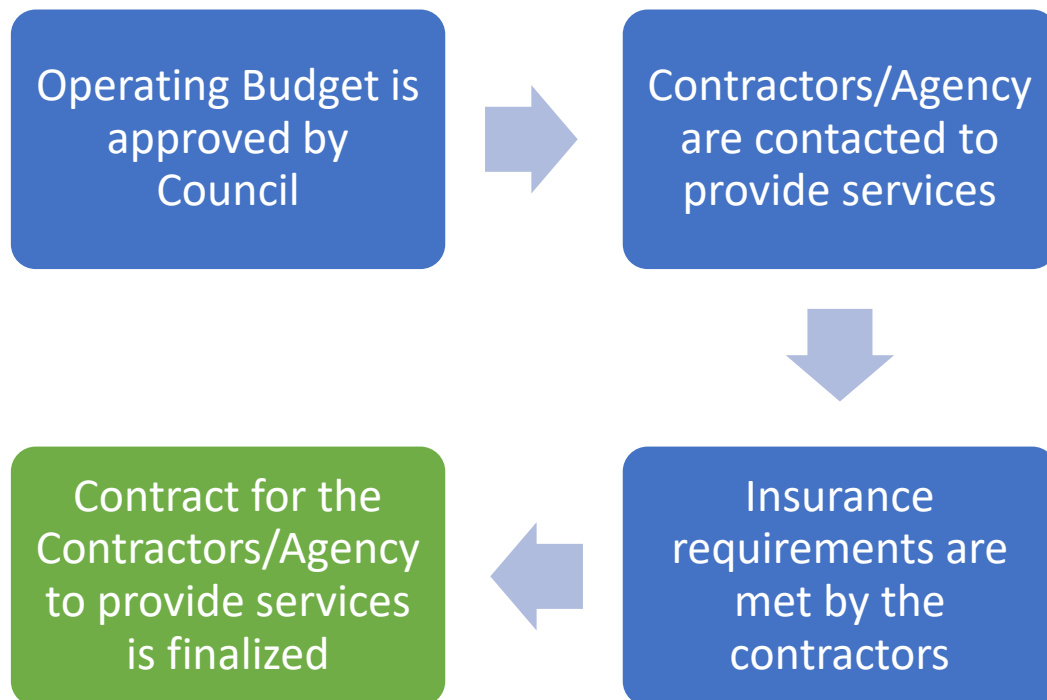 Operating Budget is
approved by
Council
Contractors/Agency
are contacted to
provide services
Insurance
requirements are
met by the
contractors
Contract for the
Contractors/Agency
to provide services
is finalized